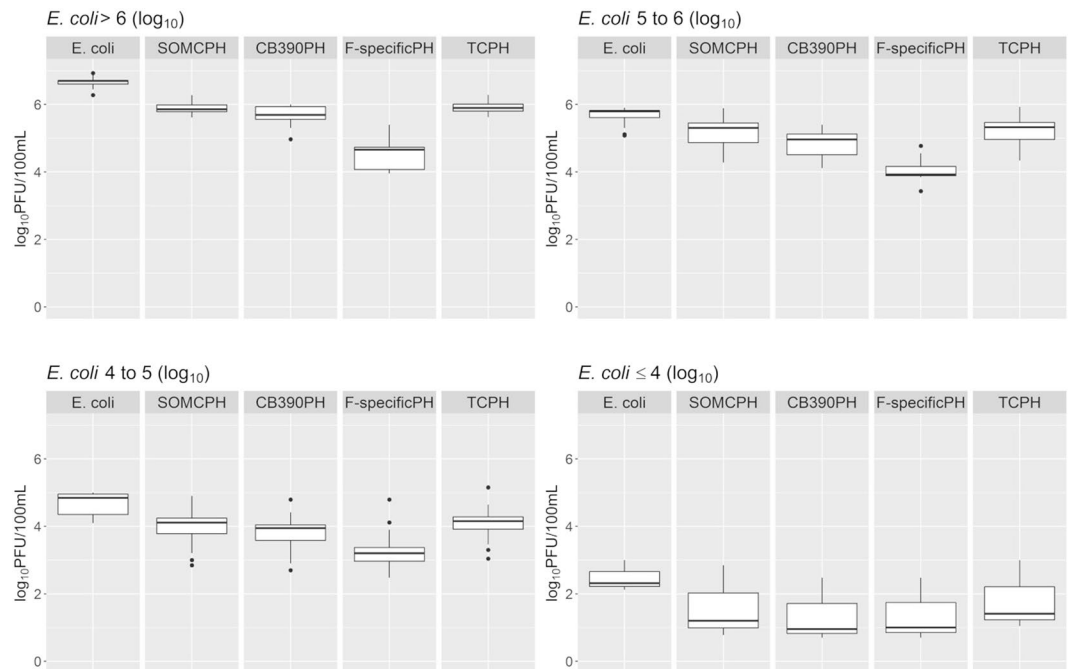 E. coli> 6 (log₁₀)
E. coli SOMCPH CB390PH F-specificPH TCPH
6
4
2
0
log₁₀PFU/100mL
E. coli 5 to 6 (log₁₀)
E. coli SOMCPH CB390PH F-specificPH TCPH
6
4
2
0
log₁₀PFU/100mL
E. coli 4 to 5 (log₁₀)
E. coli SOMCPH CB390PH F-specificPH TCPH
6
4
2
0
log₁₀PFU/100mL
E. coli ≤ 4 (log₁₀)
E. coli SOMCPH CB390PH F-specificPH TCPH
6
4
2
0
log₁₀PFU/100mL